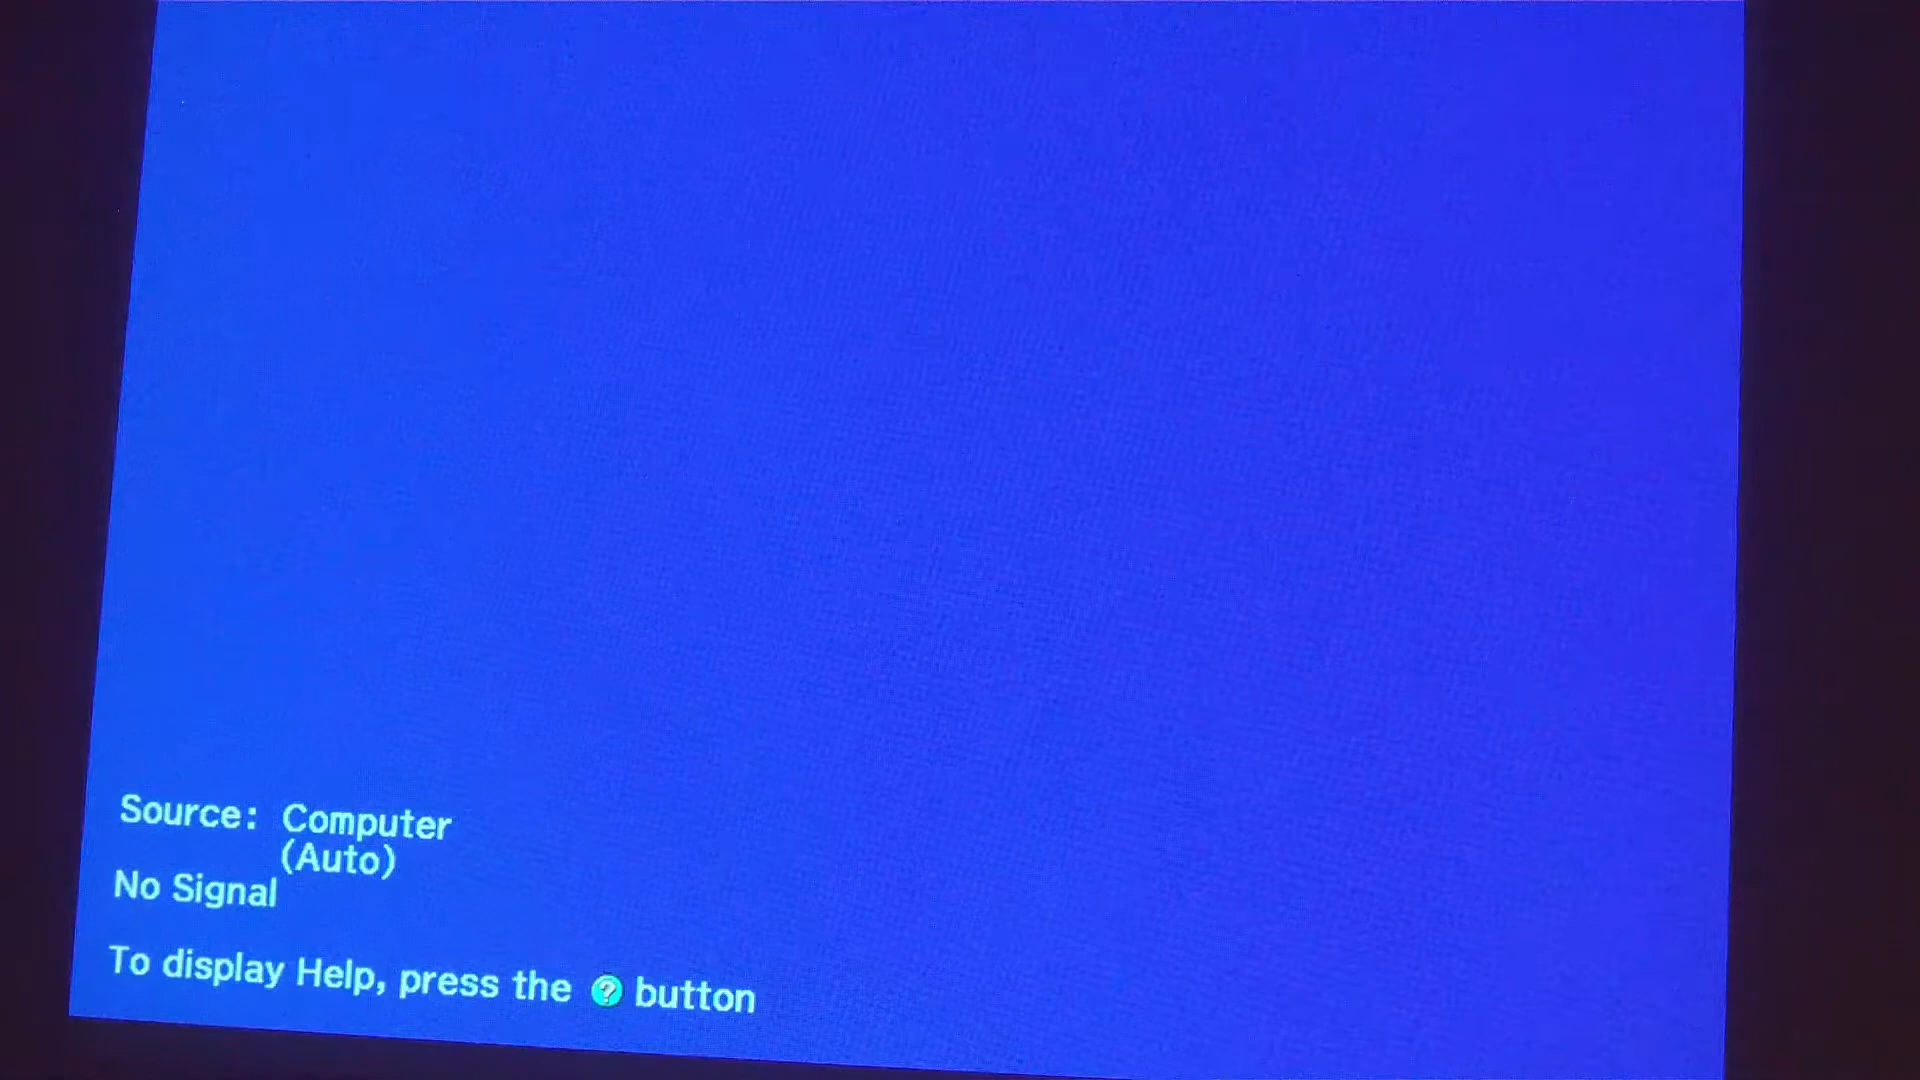 Source: Computer
(Auto)
No Signal
To display Help, press the ? button